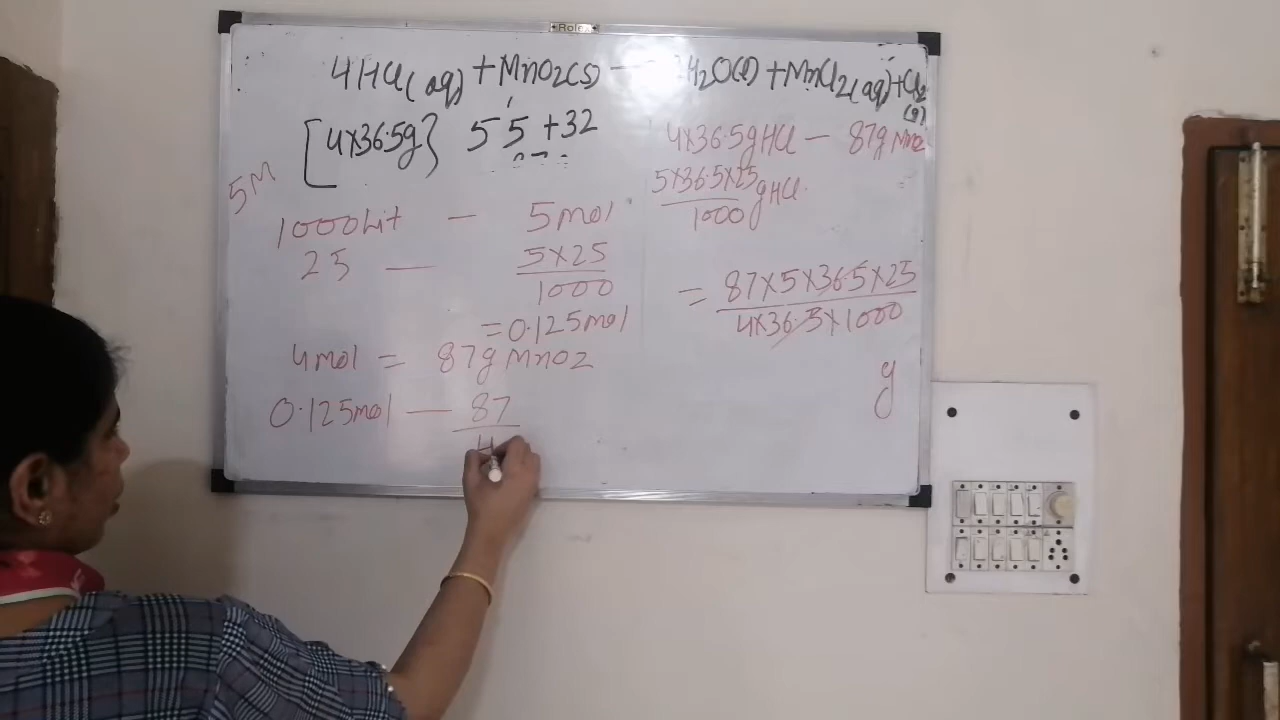 Rolex
4HCl(aq) + MnO2(s) — H2O(l) + MnCl2(aq) + Cl2
(g)
[4X36.5g} 55+32
5M
1000Lit — 5mol
25 — 5X25
1000
=0.125mol
4mol = 87g MnO2
0.125mol — 87
4
4X36.5gHCl — 87g MnO2
5X36.5X25 gHCl.
1000
= 87X5X36.5X25
4X36.5X1000
g